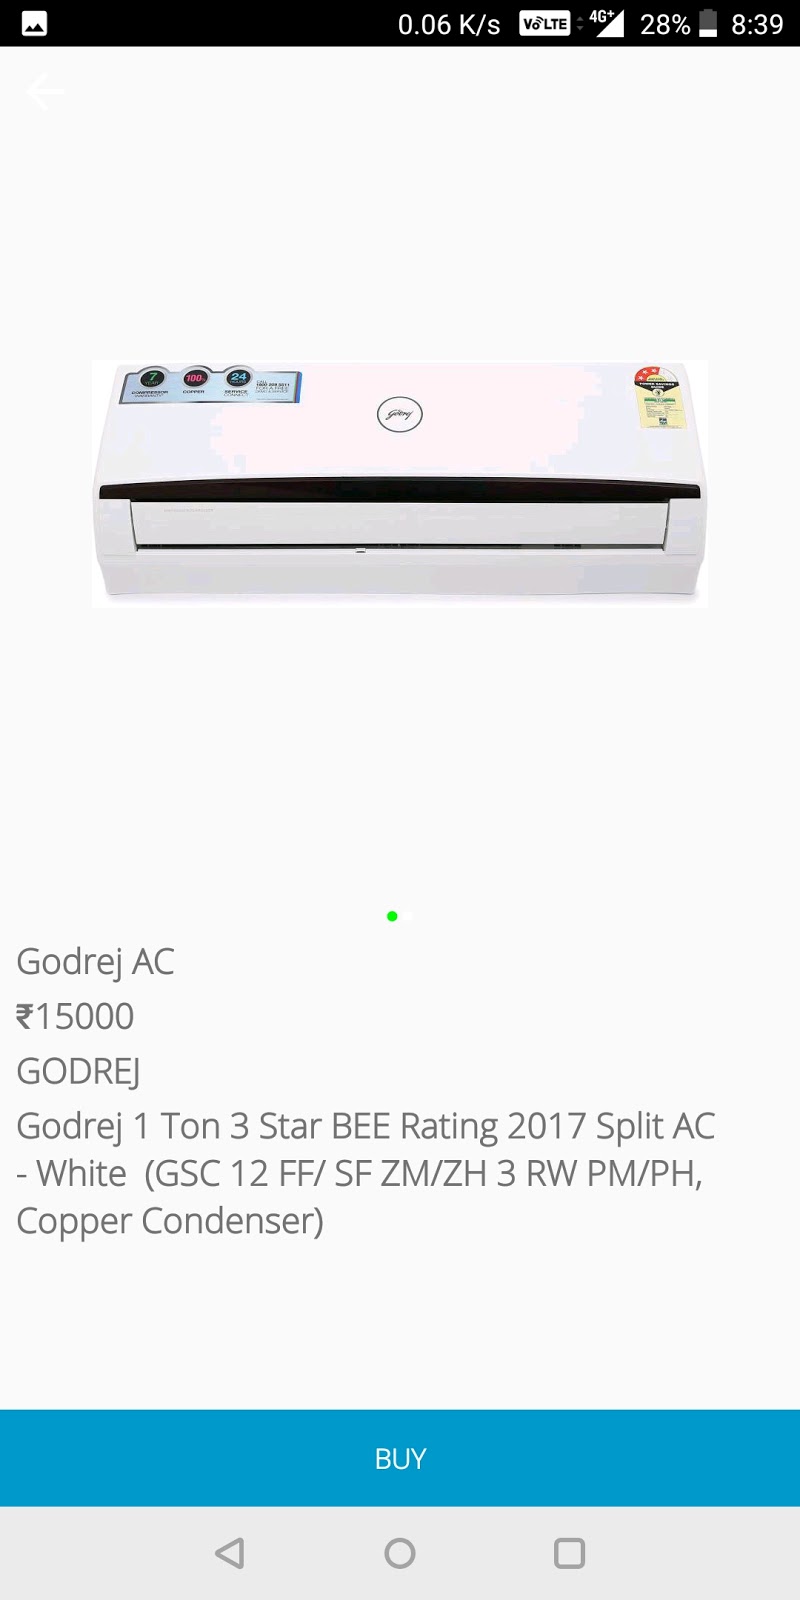 0.06 K/s VoLTE 4G+ 28% 8:39
7 100% 24
COMPRESSOR COPPER SERVICE
Godrej
Godrej AC
₹15000
GODREJ
Godrej 1 Ton 3 Star BEE Rating 2017 Split AC
- White  (GSC 12 FF/ SF ZM/ZH 3 RW PM/PH,
Copper Condenser)
BUY